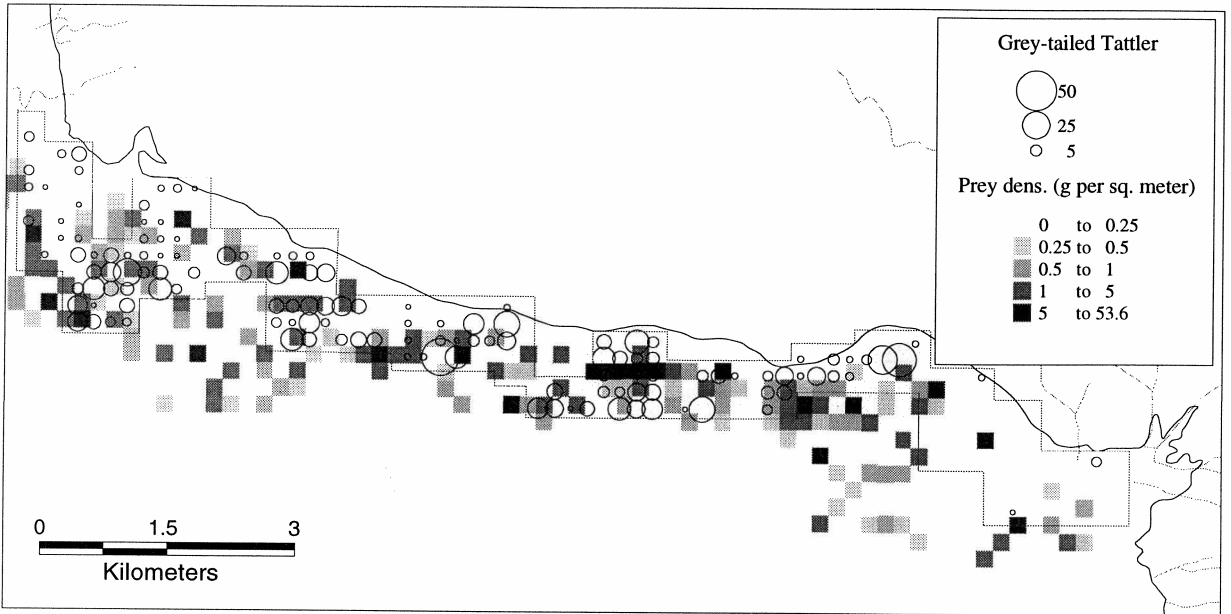 Grey-tailed Tattler
50
25
5
Prey dens. (g per sq. meter)
0 to 0.25
0.25 to 0.5
0.5 to 1
1 to 5
5 to 53.6
0 1.5 3
Kilometers